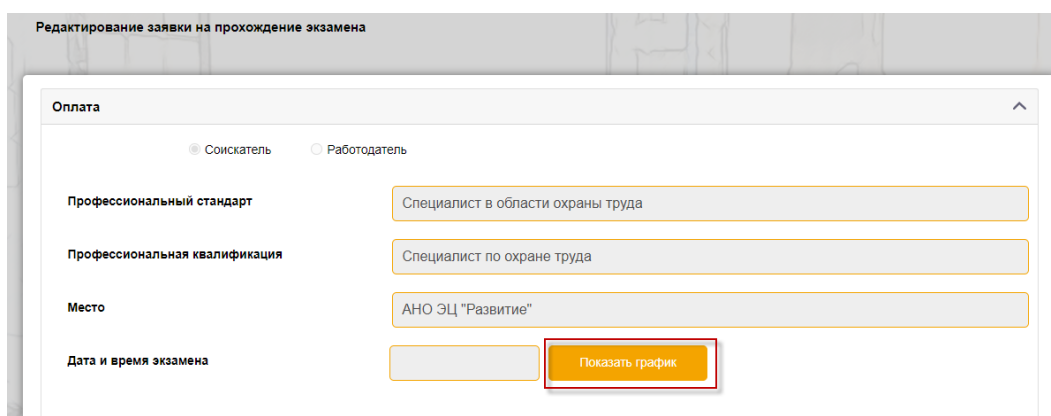 Редактирование заявки на прохождение экзамена
Оплата
Соискатель Работодатель
Профессиональный стандарт Специалист в области охраны труда
Профессиональная квалификация Специалист по охране труда
Место АНО ЭЦ "Развитие"
Дата и время экзамена Показать график